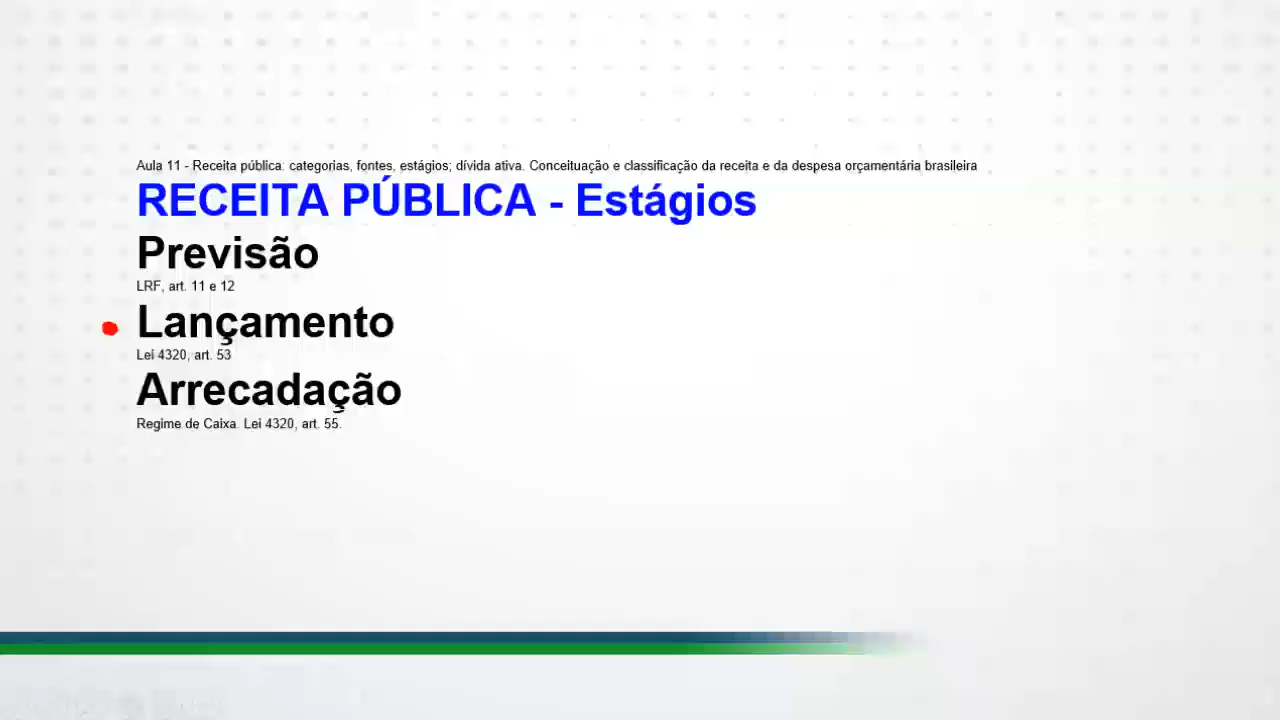 Aula 11 - Receita pública: categorias, fontes, estágios; dívida ativa. Conceituação e classificação da receita e da despesa orçamentária brasileira
RECEITA PÚBLICA - Estágios
Previsão
LRF, art. 11 e 12
Lançamento
Lei 4320, art. 53
Arrecadação
Regime de Caixa. Lei 4320, art. 55.